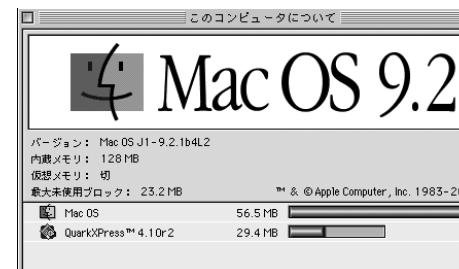 このコンピュータについて
Mac OS 9.2
バージョン： Mac OS J1-9.2.1b4L2
内蔵メモリ： 128 MB
仮想メモリ： 切
最大未使用ブロック： 23.2 MB ™ & © Apple Computer, Inc. 1983-2
Mac OS 56.5 MB
QuarkXPress™ 4.10r2 29.4 MB